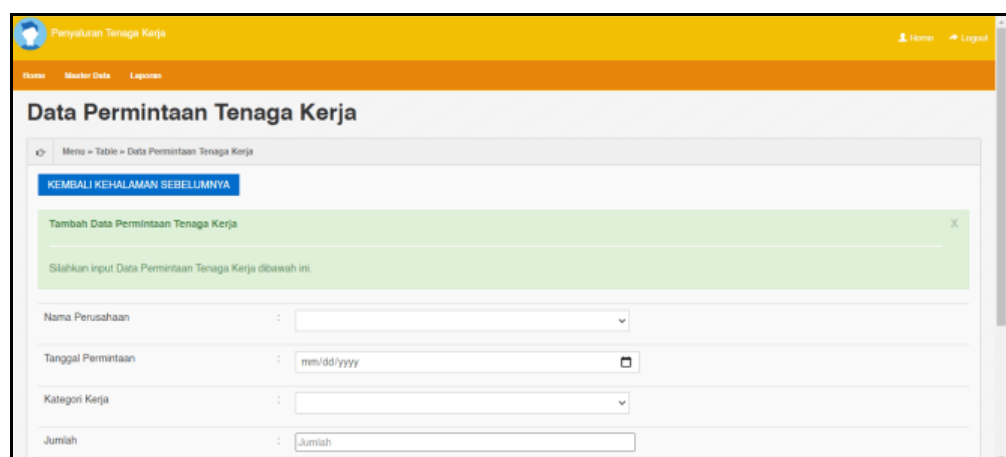 Penyaluran Tenaga Kerja
Home Logout
Home Master Data Laporan
Data Permintaan Tenaga Kerja
Menu » Table » Data Permintaan Tenaga Kerja
KEMBALI KEHALAMAN SEBELUMNYA
Tambah Data Permintaan Tenaga Kerja X
Silahkan input Data Permintaan Tenaga Kerja dibawah ini.
Nama Perusahaan :
Tanggal Permintaan : mm/dd/yyyy
Kategori Kerja :
Jumlah : Jumlah